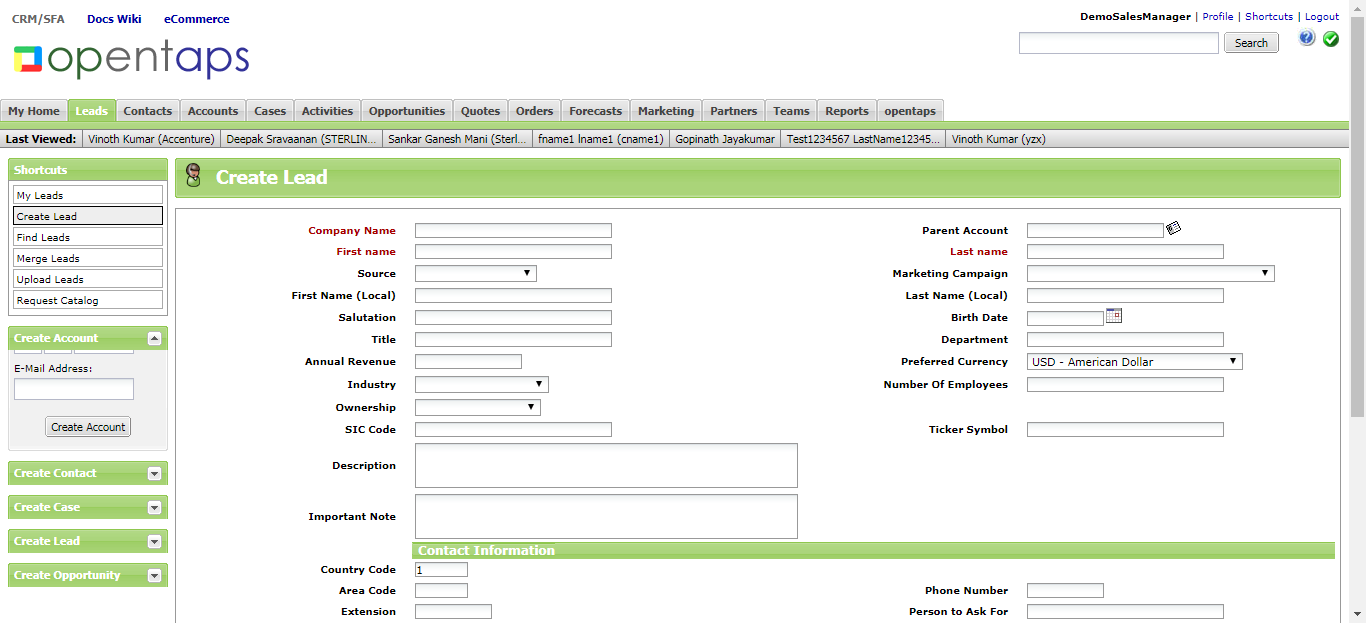 CRM/SFA Docs Wiki eCommerce
DemoSalesManager | Profile | Shortcuts | Logout
opentaps
Search
My Home Leads Contacts Accounts Cases Activities Opportunities Quotes Orders Forecasts Marketing Partners Teams Reports opentaps
Last Viewed: Vinoth Kumar (Accenture) Deepak Sravaanan (STERLIN... Sankar Ganesh Mani (Sterl... fname1 lname1 (cname1) Gopinath Jayakumar Test1234567 LastName12345... Vinoth Kumar (yzx)
Shortcuts
My Leads
Create Lead
Find Leads
Merge Leads
Upload Leads
Request Catalog
Create Account
E-Mail Address:
Create Account
Create Contact
Create Case
Create Lead
Create Opportunity
Create Lead
Company Name Parent Account
First name Last name
Source Marketing Campaign
First Name (Local) Last Name (Local)
Salutation Birth Date
Title Department
Annual Revenue Preferred Currency USD - American Dollar
Industry Number Of Employees
Ownership
SIC Code Ticker Symbol
Description
Important Note
Contact Information
Country Code 1
Area Code Phone Number
Extension Person to Ask For